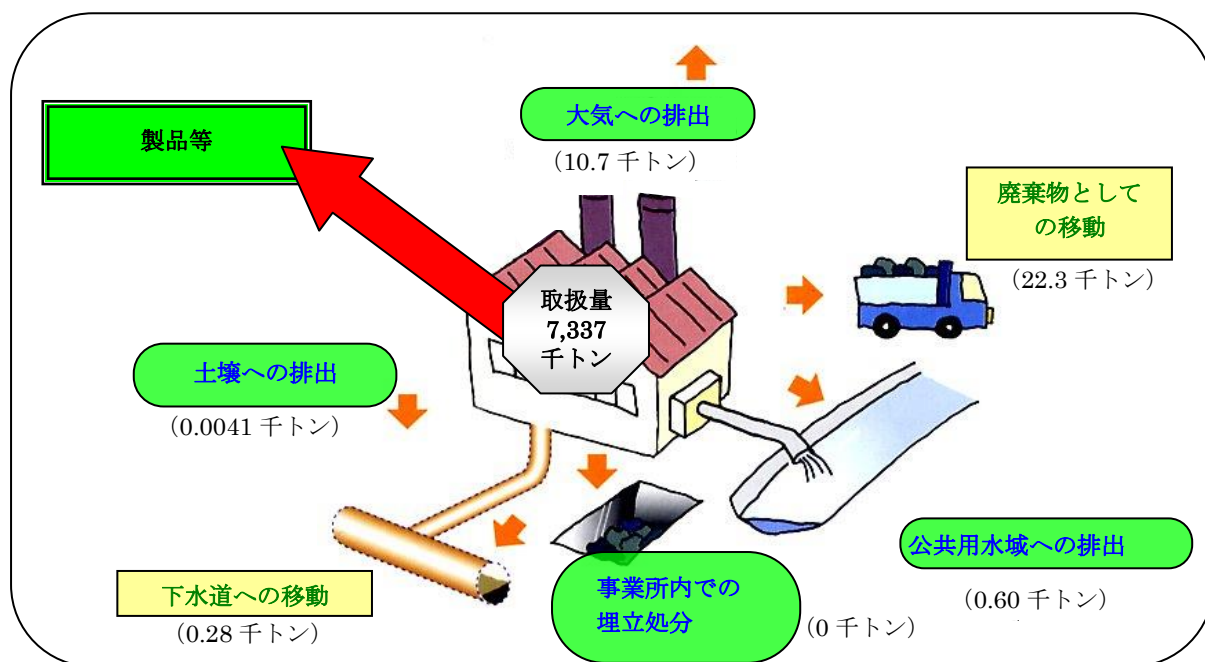 大気への排出
(10.7 千トン)
製品等
廃棄物として
の移動
(22.3 千トン)
取扱量
7,337
千トン
土壌への排出
(0.0041 千トン)
公共用水域への排出
(0.60 千トン)
下水道への移動
(0.28 千トン)
事業所内での
埋立処分
(0 千トン)